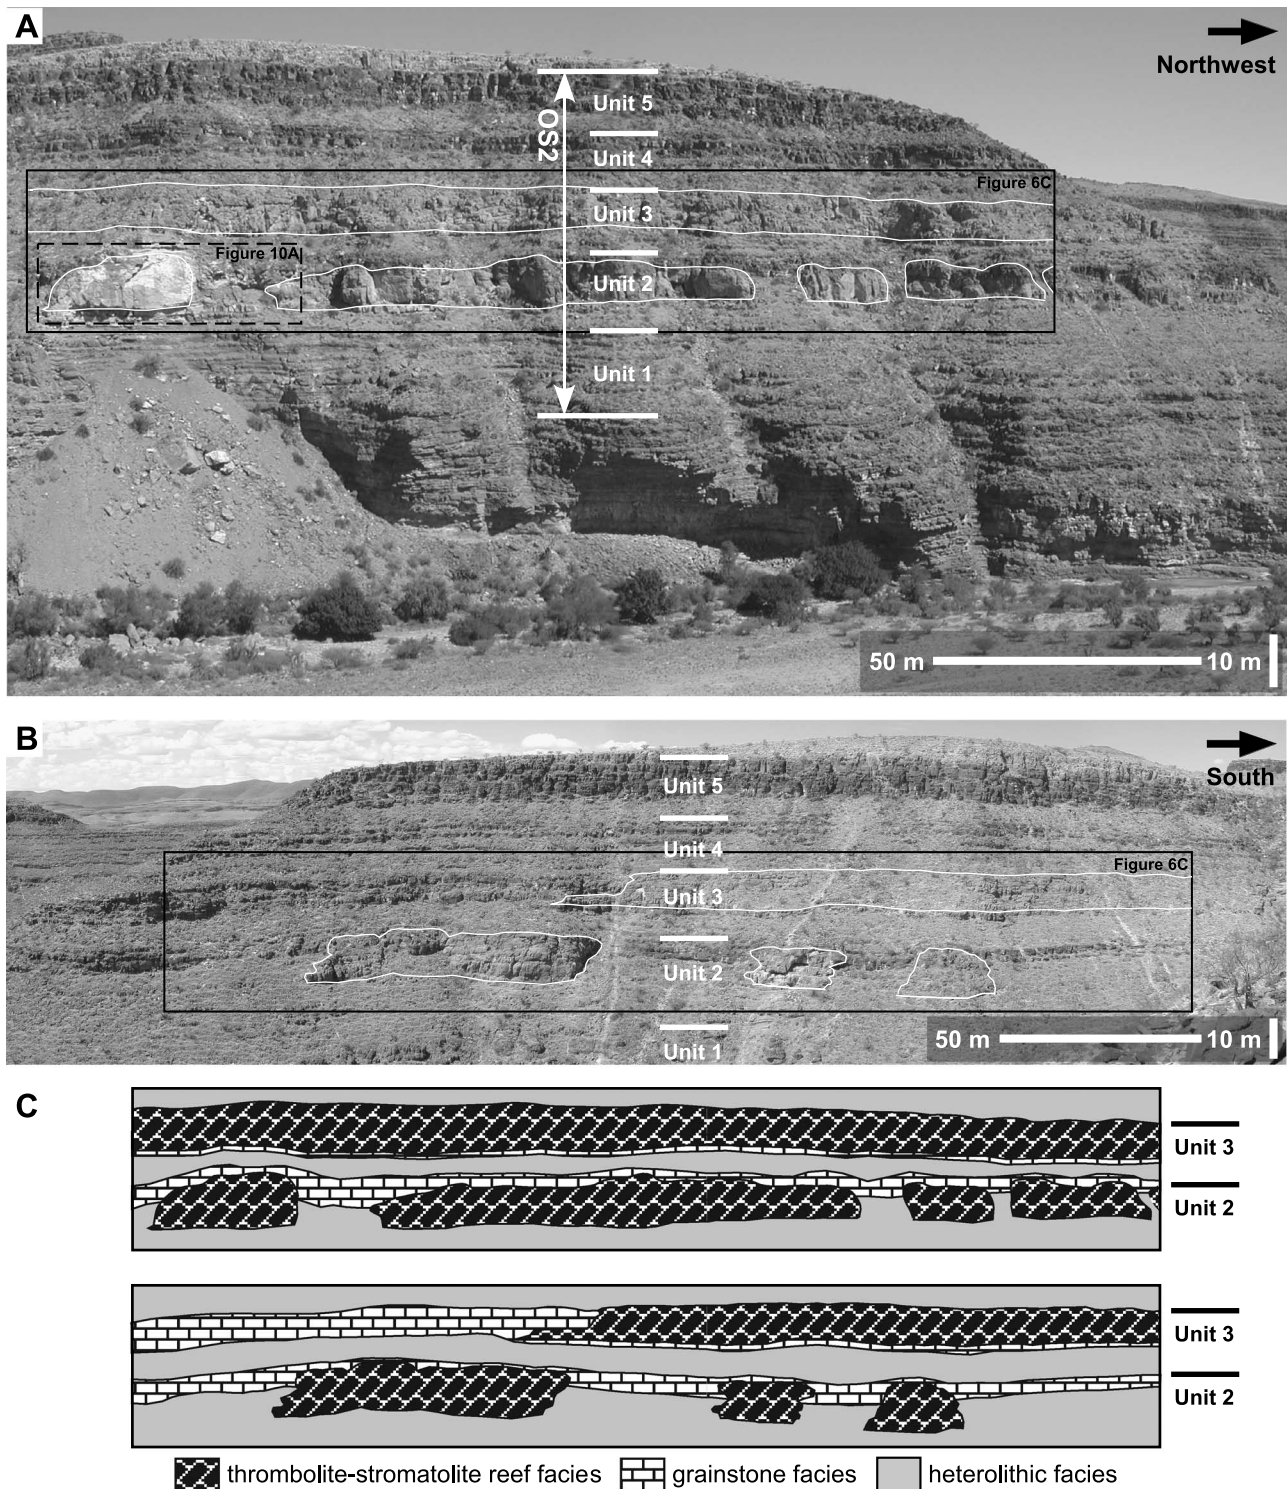 A
Northwest
Unit 5
OS2
Unit 4
Figure 6C
Unit 3
Figure 10A
Unit 2
Unit 1
50 m 10 m
B
South
Unit 5
Unit 4
Figure 6C
Unit 3
Unit 2
Unit 1
50 m 10 m
C
Unit 3
Unit 2
Unit 3
Unit 2
thrombolite-stromatolite reef facies grainstone facies heterolithic facies